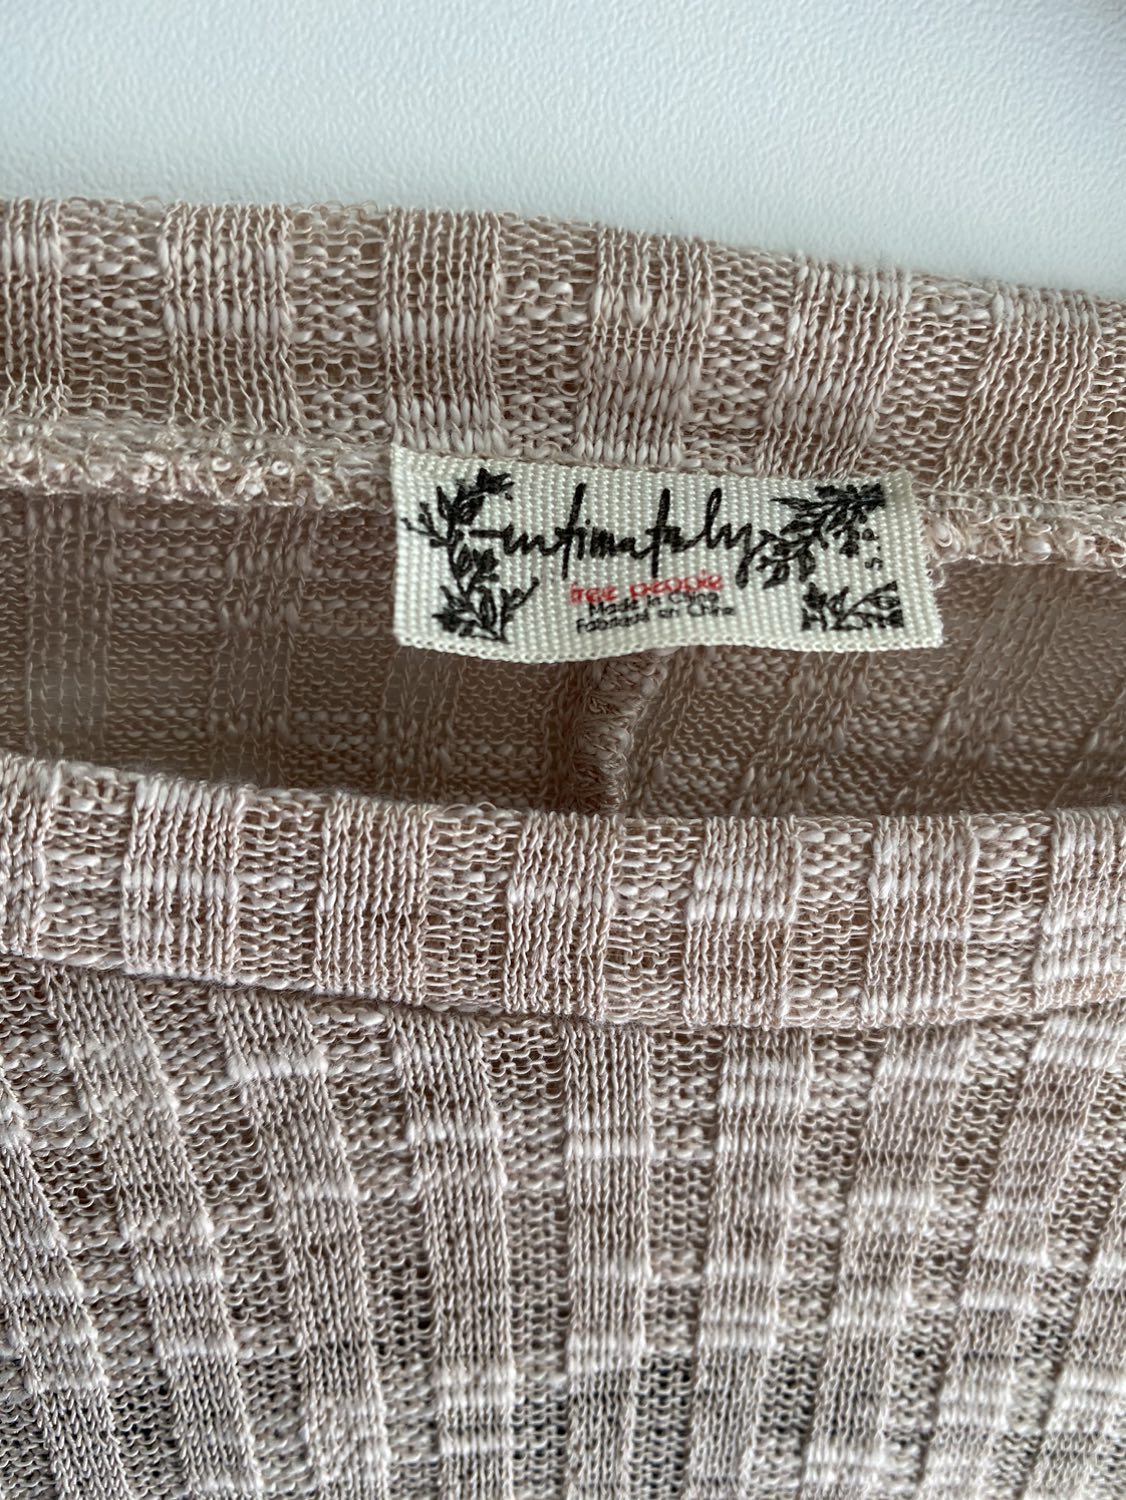 intimately
free people
Made in China
Fabriqué en Chine
S.P